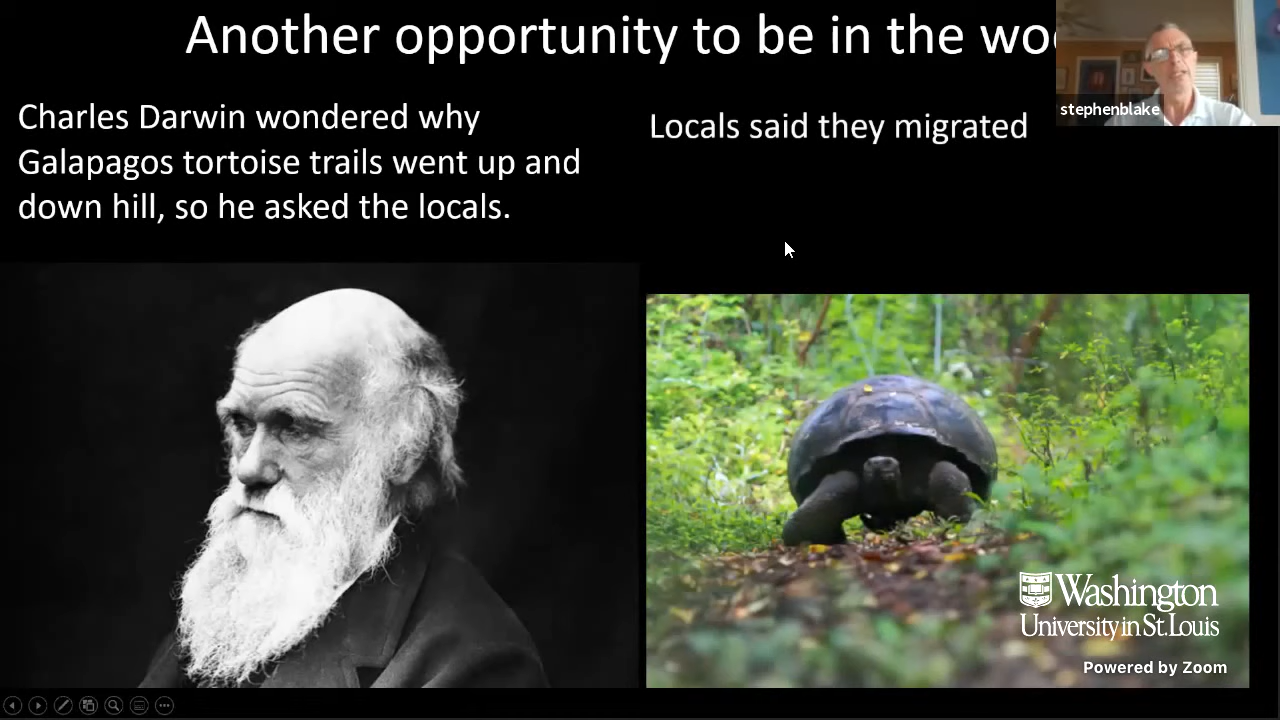 Another opportunity to be in the
stephenblake
Charles Darwin wondered why
Galapagos tortoise trails went up and
down hill, so he asked the locals.
Locals said they migrated
Washington
University in St. Louis
Powered by Zoom